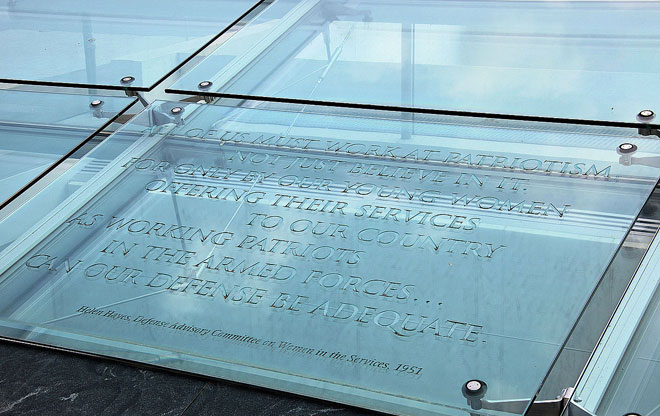 ALL OF US MUST WORK AT PATRIOTISM,
NOT JUST BELIEVE IN IT.
FOR ONLY BY OUR YOUNG WOMEN
OFFERING THEIR SERVICES
TO OUR COUNTRY
AS WORKING PATRIOTS
IN THE ARMED FORCES...
CAN OUR DEFENSE BE ADEQUATE.
Helen Hayes, Defense Advisory Committee on Women in the Services, 1951